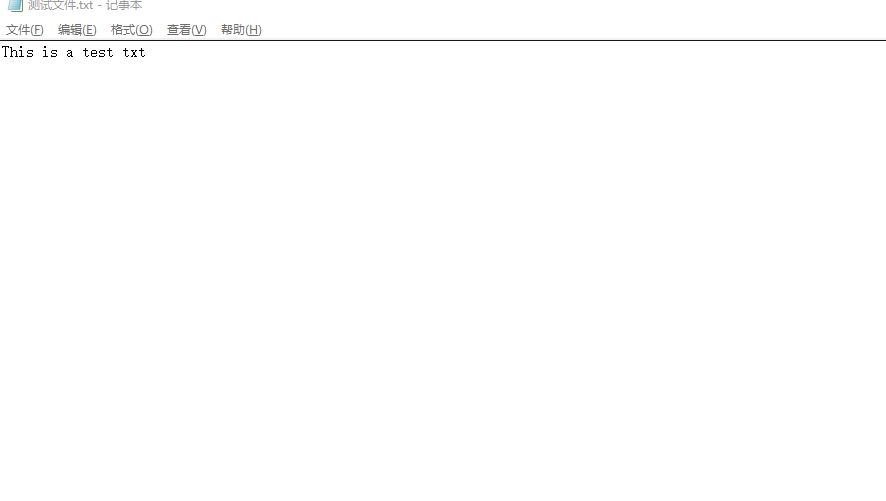 测试文件.txt - 记事本
文件(F) 编辑(E) 格式(O) 查看(V) 帮助(H)
This is a test txt